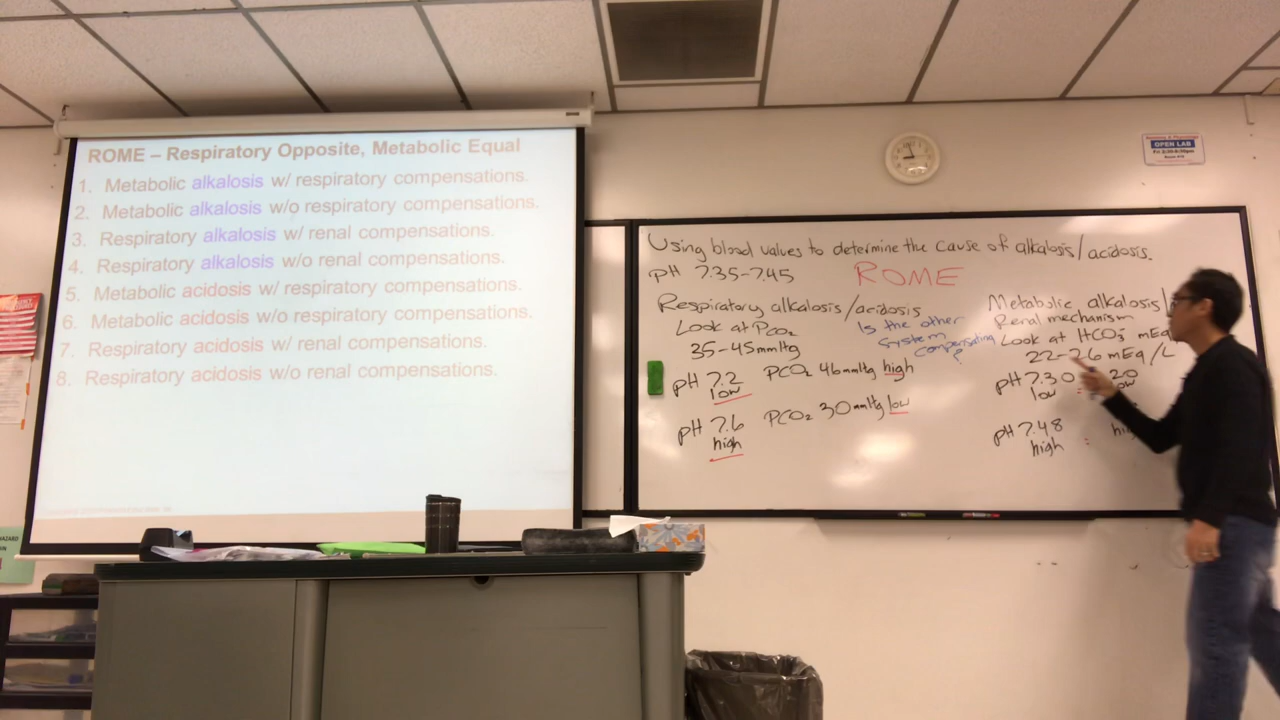 ROME – Respiratory Opposite, Metabolic Equal
1. Metabolic alkalosis w/ respiratory compensations.
2. Metabolic alkalosis w/o respiratory compensations.
3. Respiratory alkalosis w/ renal compensations.
4. Respiratory alkalosis w/o renal compensations.
5. Metabolic acidosis w/ respiratory compensations.
6. Metabolic acidosis w/o respiratory compensations.
7. Respiratory acidosis w/ renal compensations.
8. Respiratory acidosis w/o renal compensations.
Using blood values to determine the cause of alkalosis/acidosis.
pH 7.35-7.45
ROME
Respiratory alkalosis/acidosis
Look at PCO2
35-45mmHg
pH 7.2 PCO2 46mmHg high
low
pH 7.6 PCO2 30mmHg low
high
Is the other
system
compensating
?
Metabolic alkalosis/
Renal mechanism
Look at HCO3- mEq
22-26 mEq/L
pH 7.30 = 20
low low
pH 7.48
high =
OPEN LAB